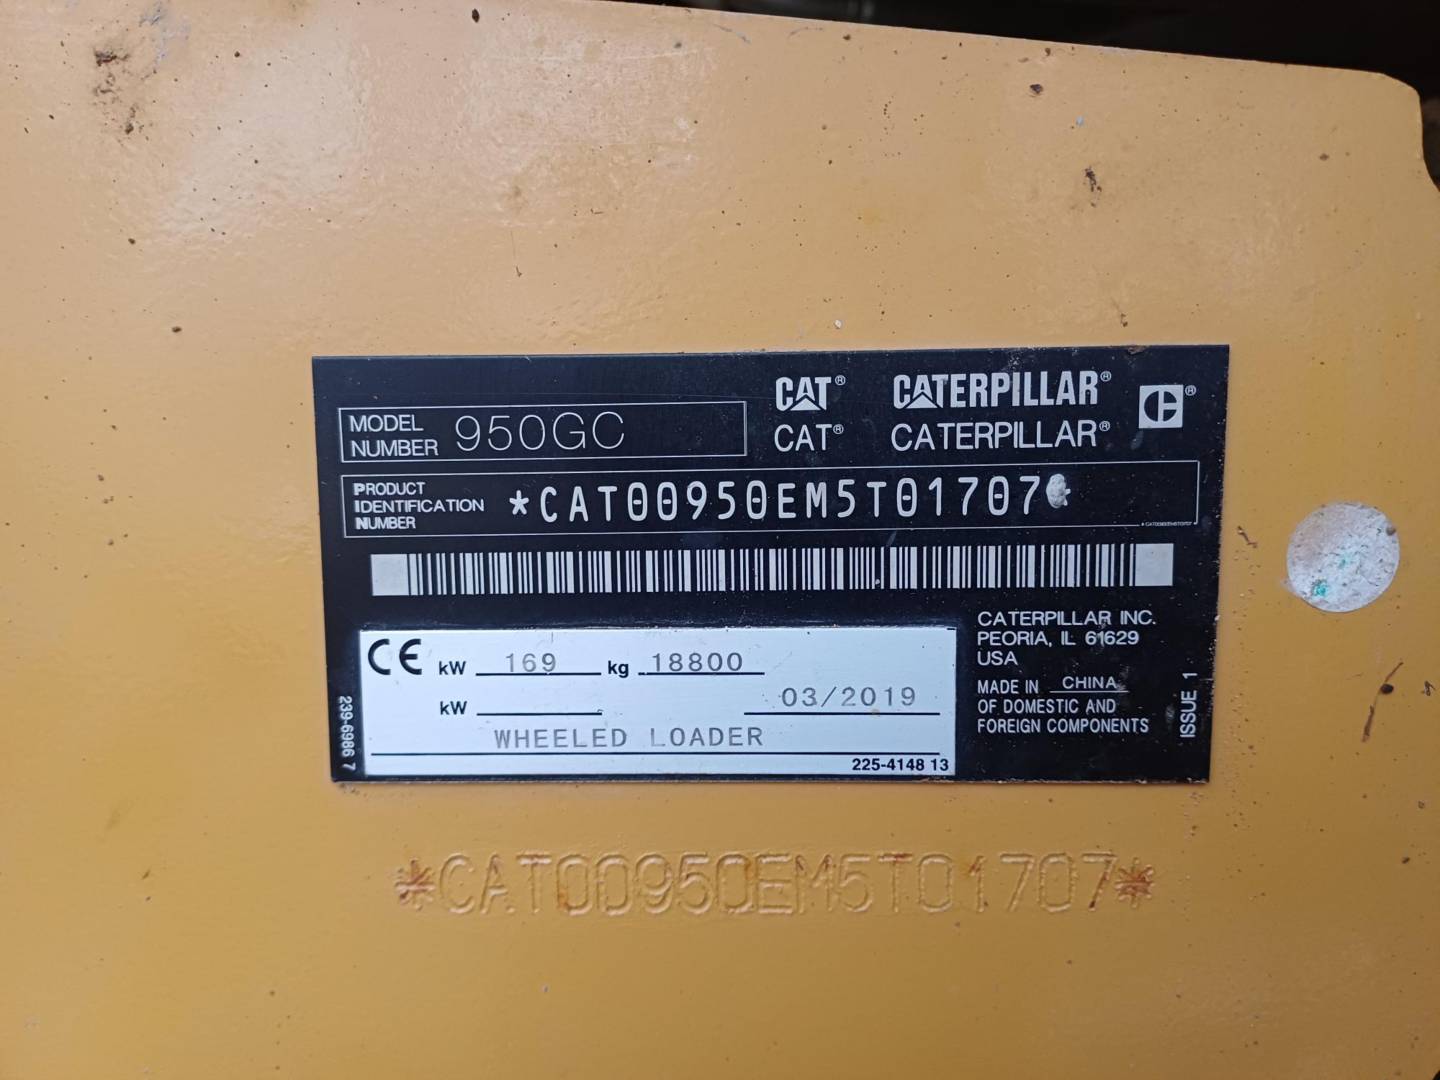 MODEL NUMBER 950GC
CAT® CATERPILLAR®
CAT® CATERPILLAR®
PRODUCT IDENTIFICATION NUMBER *CAT00950EM5T01707*
*CAT00950EM5T01707*
CE kW 169 kg 18800
kW 03/2019
WHEELED LOADER
225-4148 13
239-6986 7
CATERPILLAR INC.
PEORIA, IL 61629
USA
MADE IN CHINA
OF DOMESTIC AND
FOREIGN COMPONENTS
ISSUE 1
*CAT00950EM5T01707*